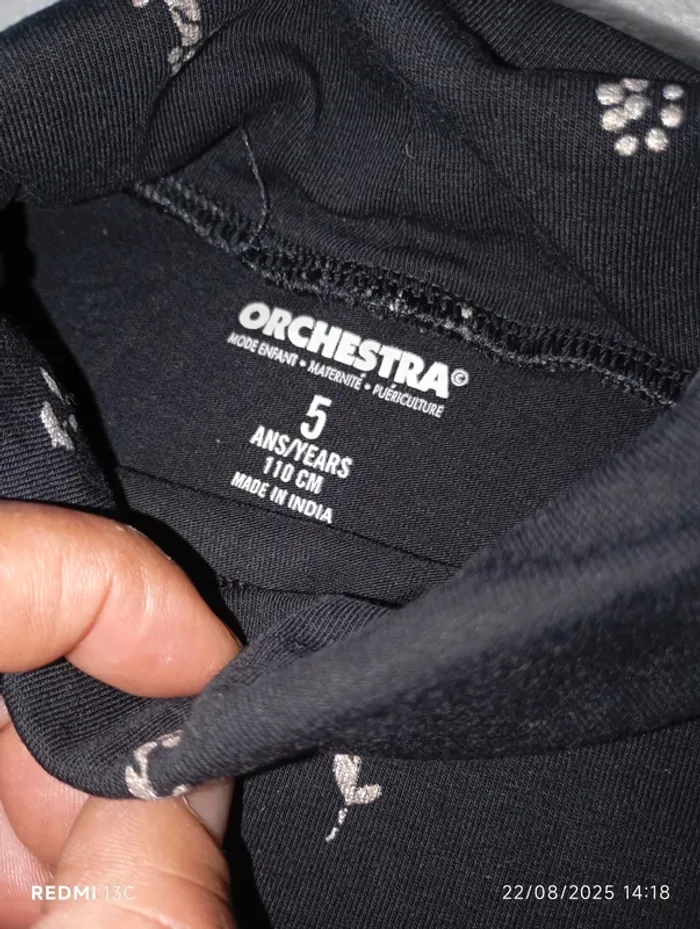 ORCHESTRA©
MODE ENFANT • MATERNITÉ • PUÉRICULTURE
5
ANS/YEARS
110 CM
MADE IN INDIA
REDMI 13C
22/08/2025 14:18